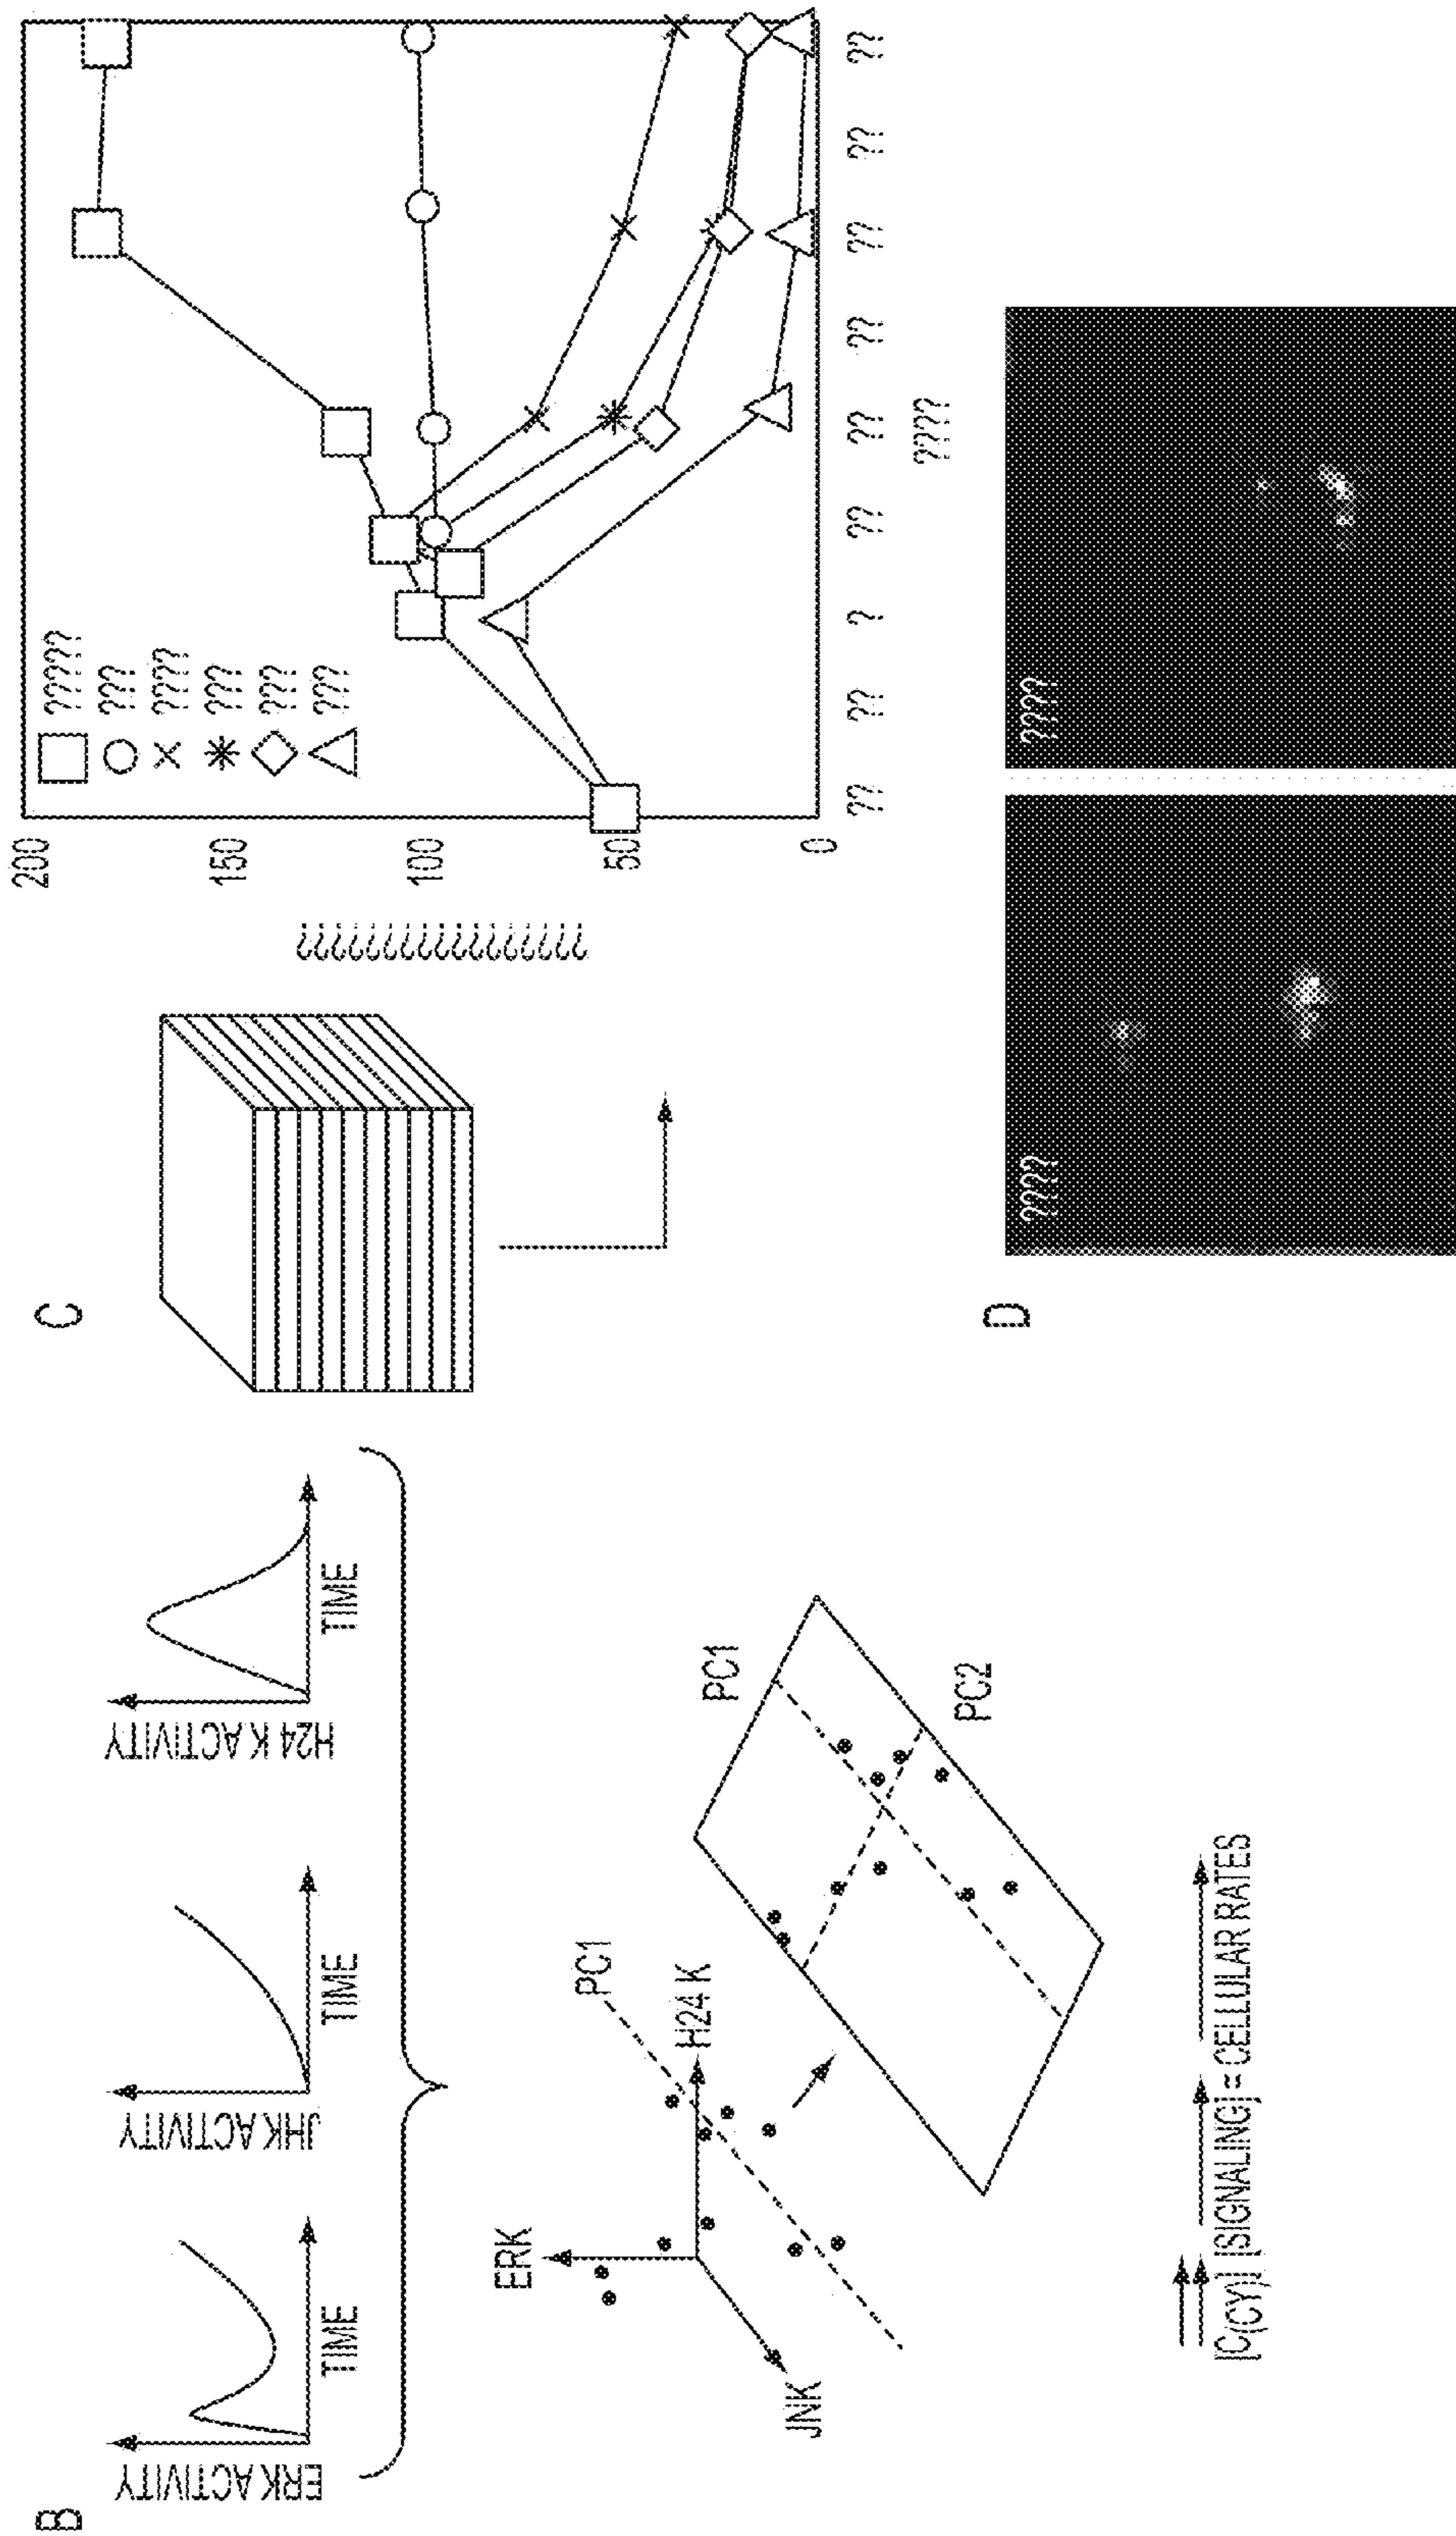 B
ERK ACTIVITY
TIME
JHK ACTIVITY
TIME
H24 K ACTIVITY
TIME
ERK
JNK
H24 K
PC1
PC1
PC2
[C(CY)] [SIGNALING] = CELLULAR RATES
C
?????????????????
200
150
100
50
0
?????
???
????
???
???
???
?? ?? ? ?? ?? ?? ?? ?? ??
????
D
????
????